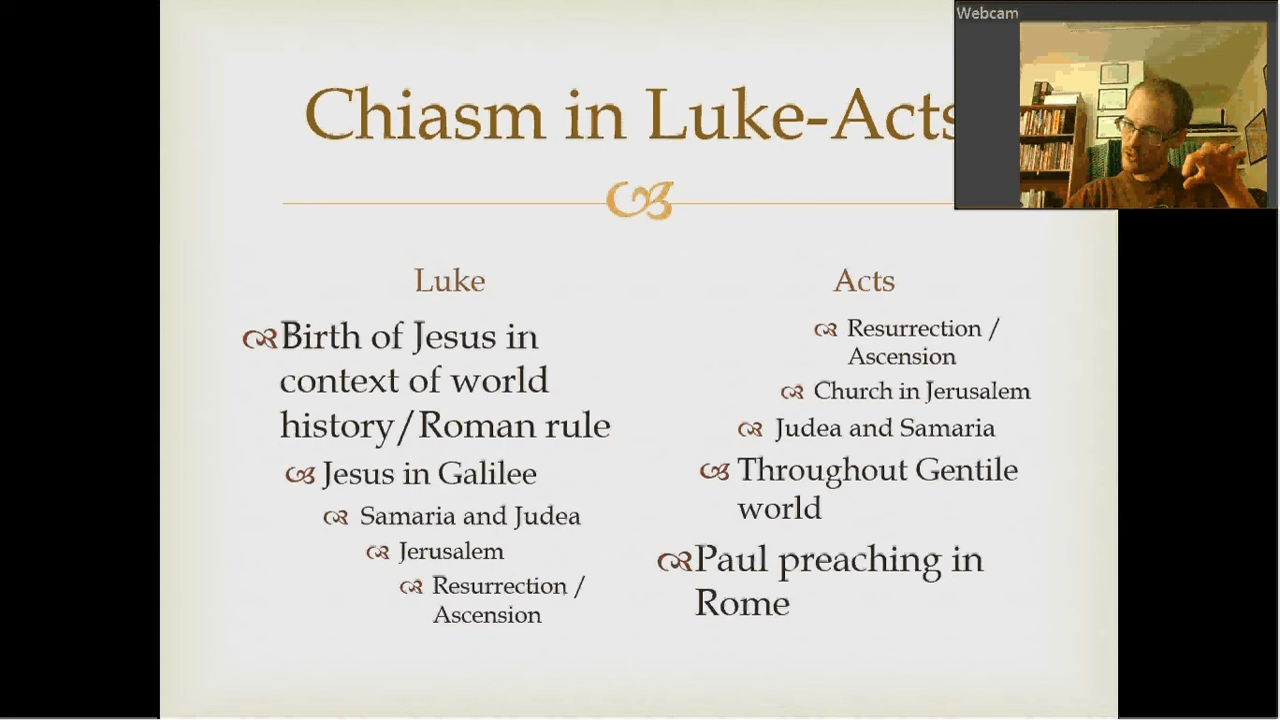 Webcam
Chiasm in Luke-Acts
Luke
Birth of Jesus in
context of world
history/Roman rule
Jesus in Galilee
Samaria and Judea
Jerusalem
Resurrection /
Ascension
Acts
Resurrection /
Ascension
Church in Jerusalem
Judea and Samaria
Throughout Gentile
world
Paul preaching in
Rome